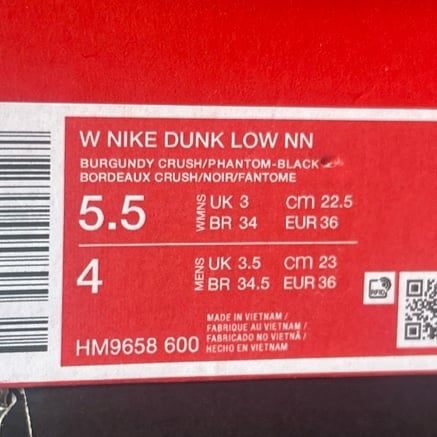 W NIKE DUNK LOW NN
BURGUNDY CRUSH/PHANTOM-BLACK
BORDEAUX CRUSH/NOIR/FANTOME
5.5 WMNS UK 3 cm 22.5
BR 34 EUR 36
4 MENS UK 3.5 cm 23
BR 34.5 EUR 36
MADE IN VIETNAM /
FABRIQUE AU VIETNAM /
FABRICADO NO VIETNÃ /
HECHO EN VIETNAM
HM9658 600
RFID